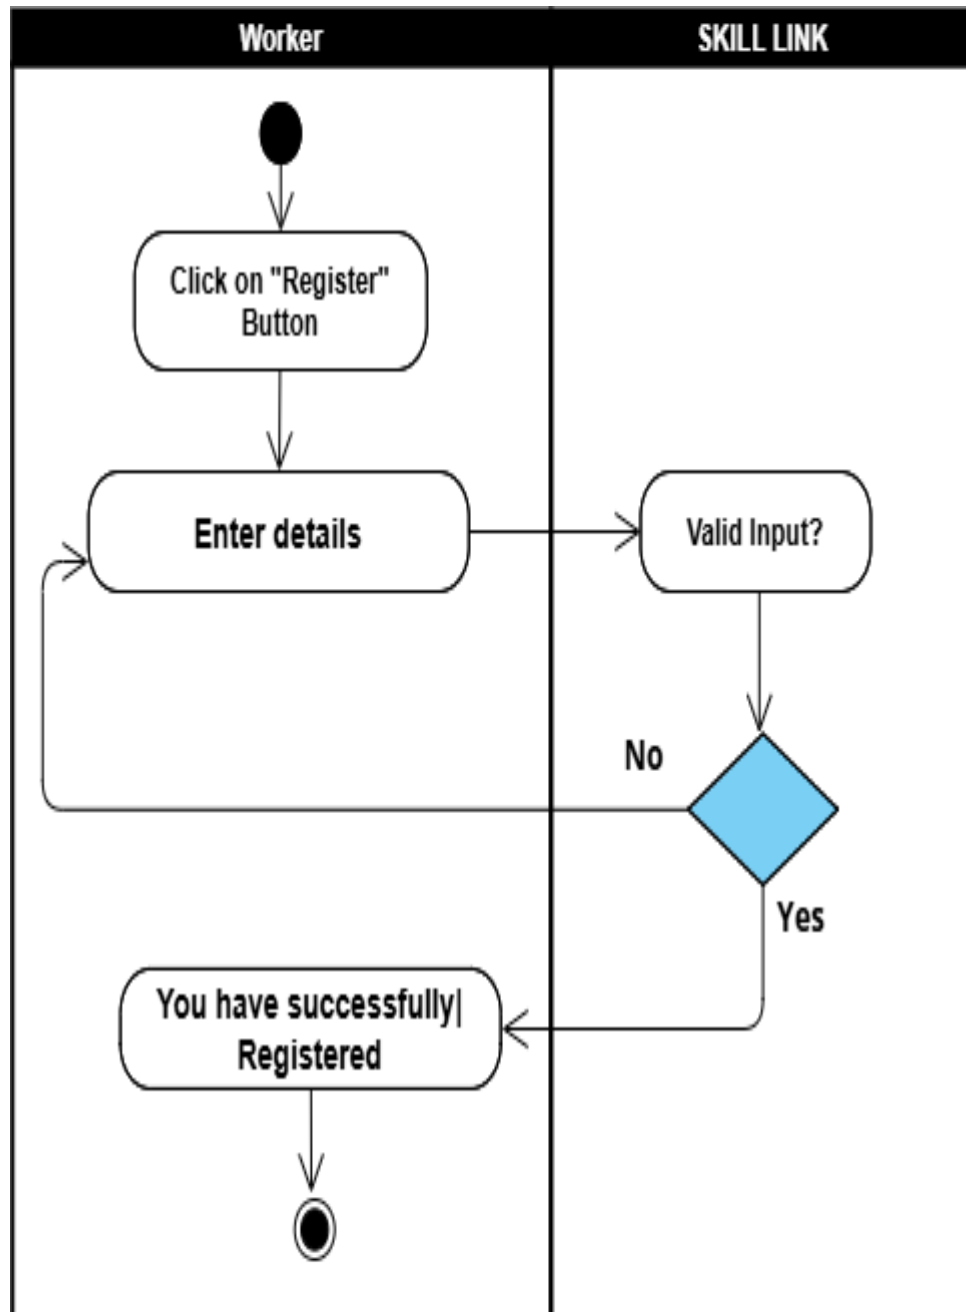 Worker
SKILL LINK
Click on "Register"
Button
Enter details
Valid Input?
No
Yes
You have successfully|
Registered